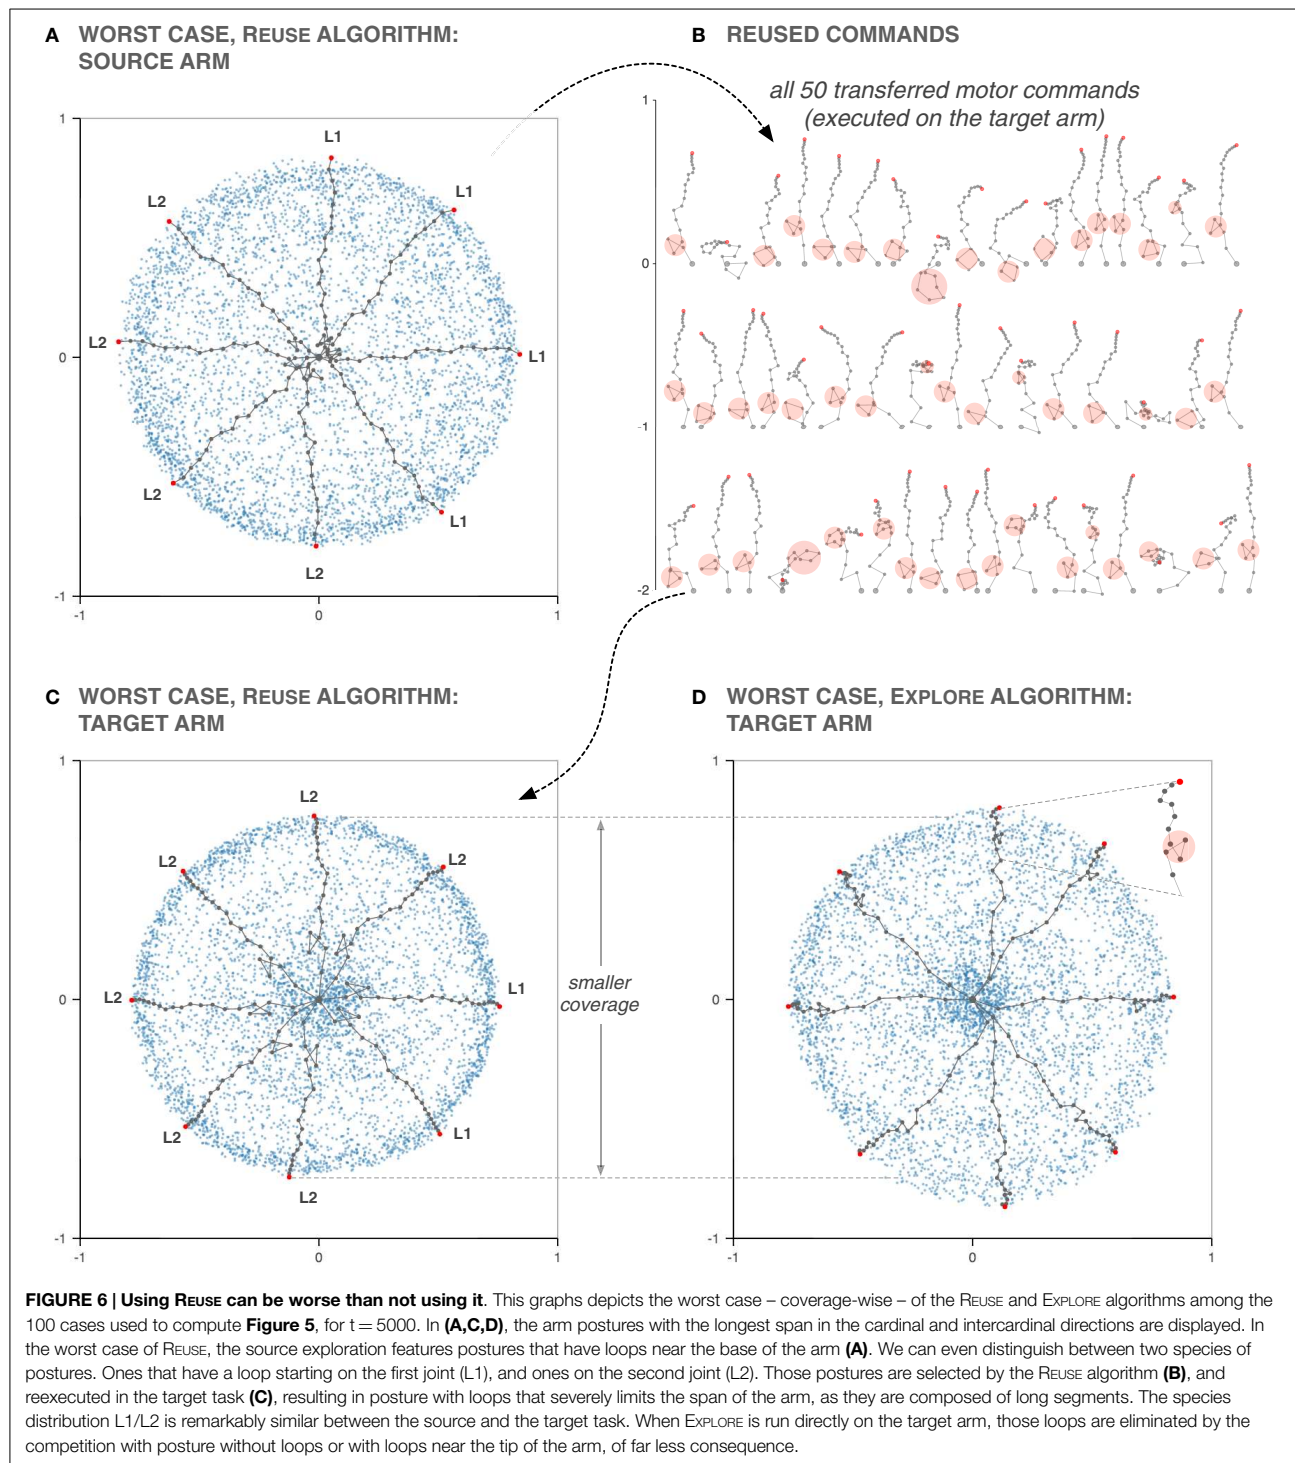 A WORST CASE, REUSE ALGORITHM:
SOURCE ARM
1
0
-1
-1
0
1
L1
L1
L2
L2
L1
L2
L1
L2
B REUSED COMMANDS
all 50 transferred motor commands
(executed on the target arm)
1
0
-1
-2
C WORST CASE, REUSE ALGORITHM:
TARGET ARM
1
0
-1
-1
0
1
L2
L2
L2
L2
L1
L2
L1
L2
smaller
coverage
D WORST CASE, EXPLORE ALGORITHM:
TARGET ARM
1
0
-1
-1
0
1
FIGURE 6 | Using REUSE can be worse than not using it. This graphs depicts the worst case – coverage-wise – of the REUSE and EXPLORE algorithms among the
100 cases used to compute Figure 5, for t = 5000. In (A,C,D), the arm postures with the longest span in the cardinal and intercardinal directions are displayed. In
the worst case of REUSE, the source exploration features postures that have loops near the base of the arm (A). We can even distinguish between two species of
postures. Ones that have a loop starting on the first joint (L1), and ones on the second joint (L2). Those postures are selected by the REUSE algorithm (B), and
reexecuted in the target task (C), resulting in posture with loops that severely limits the span of the arm, as they are composed of long segments. The species
distribution L1/L2 is remarkably similar between the source and the target task. When EXPLORE is run directly on the target arm, those loops are eliminated by the
competition with posture without loops or with loops near the tip of the arm, of far less consequence.